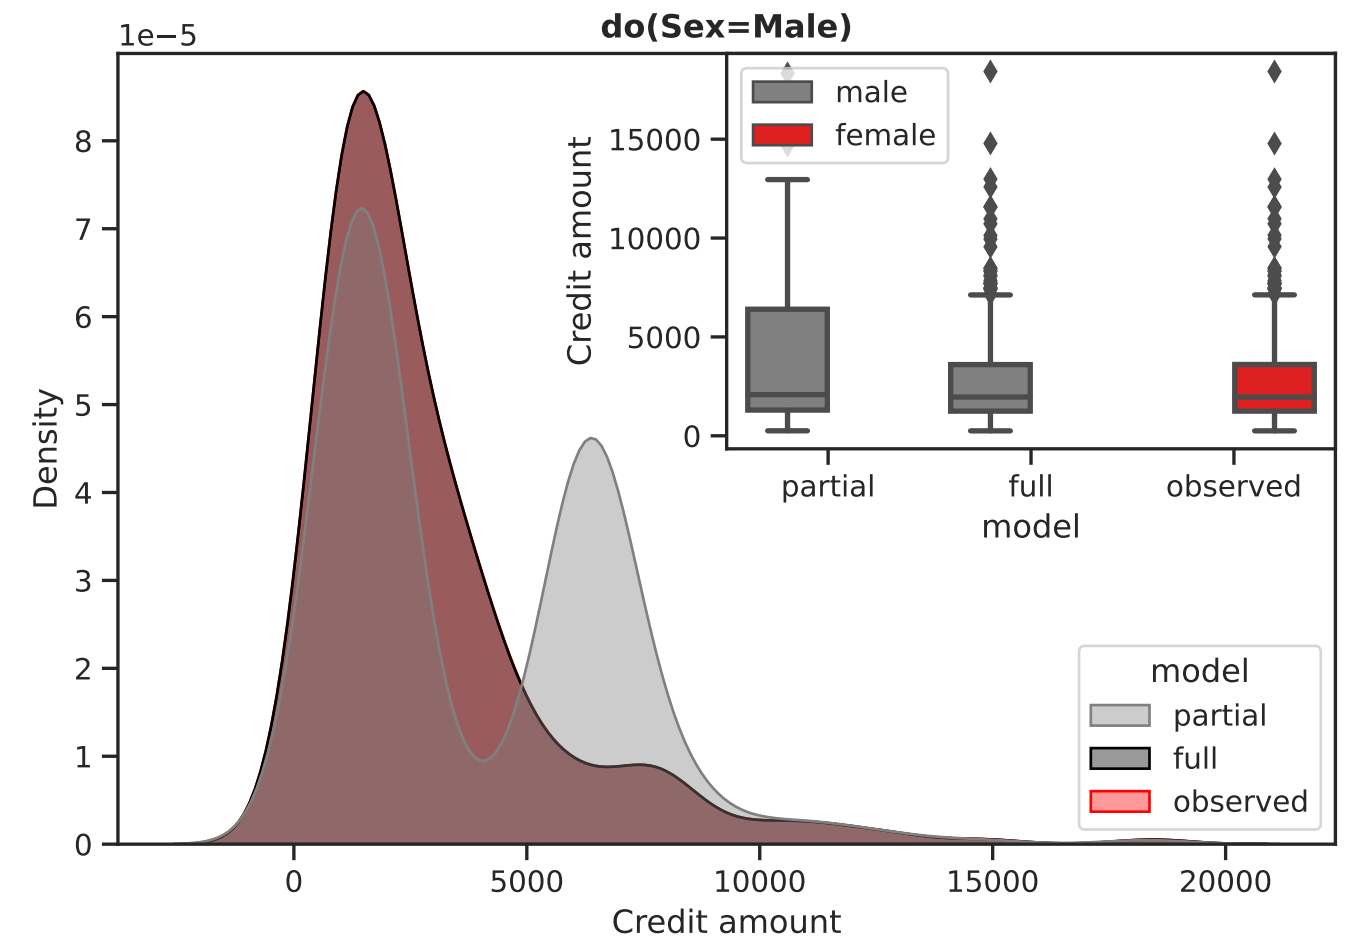 do(Sex=Male)
1e−5
8
7
6
5
4
3
2
1
0
Density
0
5000
10000
15000
20000
Credit amount
male
female
15000
10000
5000
0
Credit amount
partial
full
observed
model
model
partial
full
observed